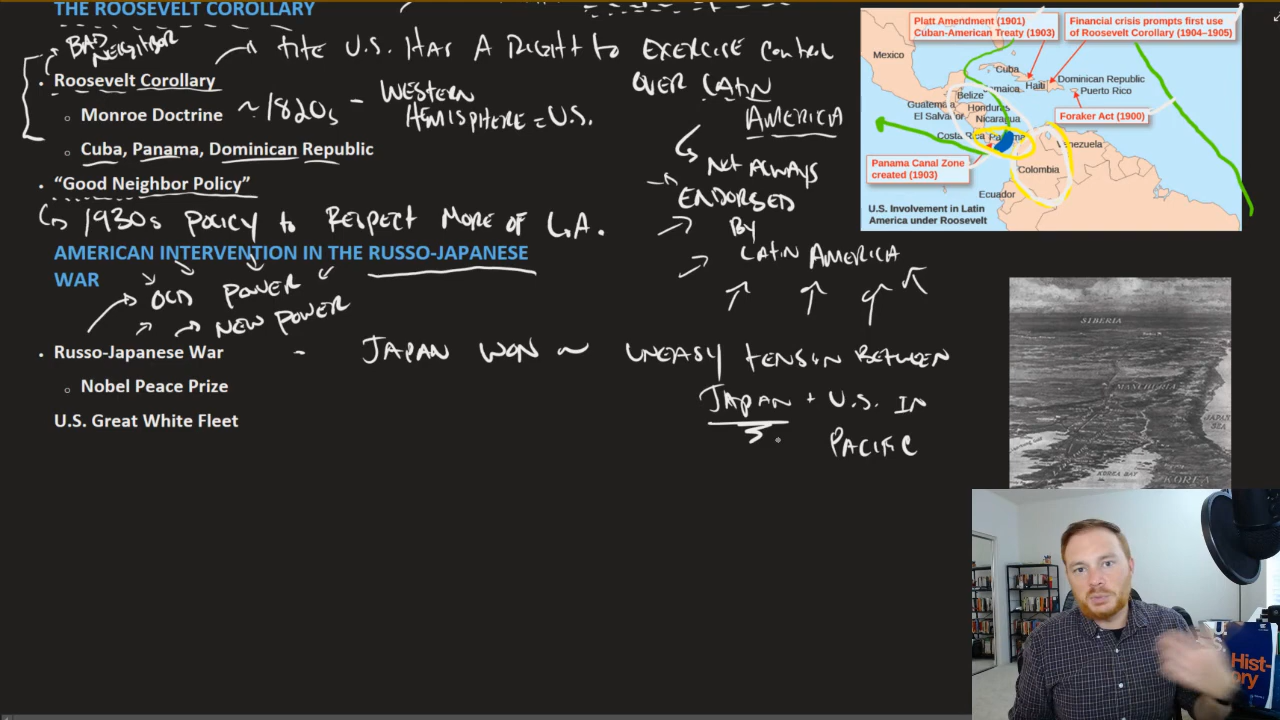 THE ROOSEVELT COROLLARY
BAD
NEIGHBOR
THE U.S. HAS A RIGHT to EXERCISE CONTROL
OVER LATIN
AMERICA
• Roosevelt Corollary
○ Monroe Doctrine ~1820s - WESTERN
HEMISPHERE = U.S.
○ Cuba, Panama, Dominican Republic
NOT ALWAYS
ENDORSED
BY
LATIN AMERICA
• “Good Neighbor Policy”
1930s POLICY to RESPECT MORE OF L.A.
AMERICAN INTERVENTION IN THE RUSSO-JAPANESE
WAR
OLD POWER
NEW POWER
• Russo-Japanese War - JAPAN WON ~ UNEASY TENSION BETWEEN
JAPAN + U.S. IN
PACIFIC
○ Nobel Peace Prize
U.S. Great White Fleet
Platt Amendment (1901)
Cuban-American Treaty (1903)
Financial crisis prompts first use
of Roosevelt Corollary (1904–1905)
Mexico
Cuba
Haiti
Dominican Republic
Puerto Rico
Jamaica
Belize
Guatemala
Honduras
El Salvador
Nicaragua
Foraker Act (1900)
Costa Rica
Panama
Venezuela
Panama Canal Zone
created (1903)
Colombia
Ecuador
U.S. Involvement in Latin
America under Roosevelt
SIBERIA
MANCHURIA
JAPAN
SEA
KOREA BAY
KOREA
U.S.
Hist-
ory